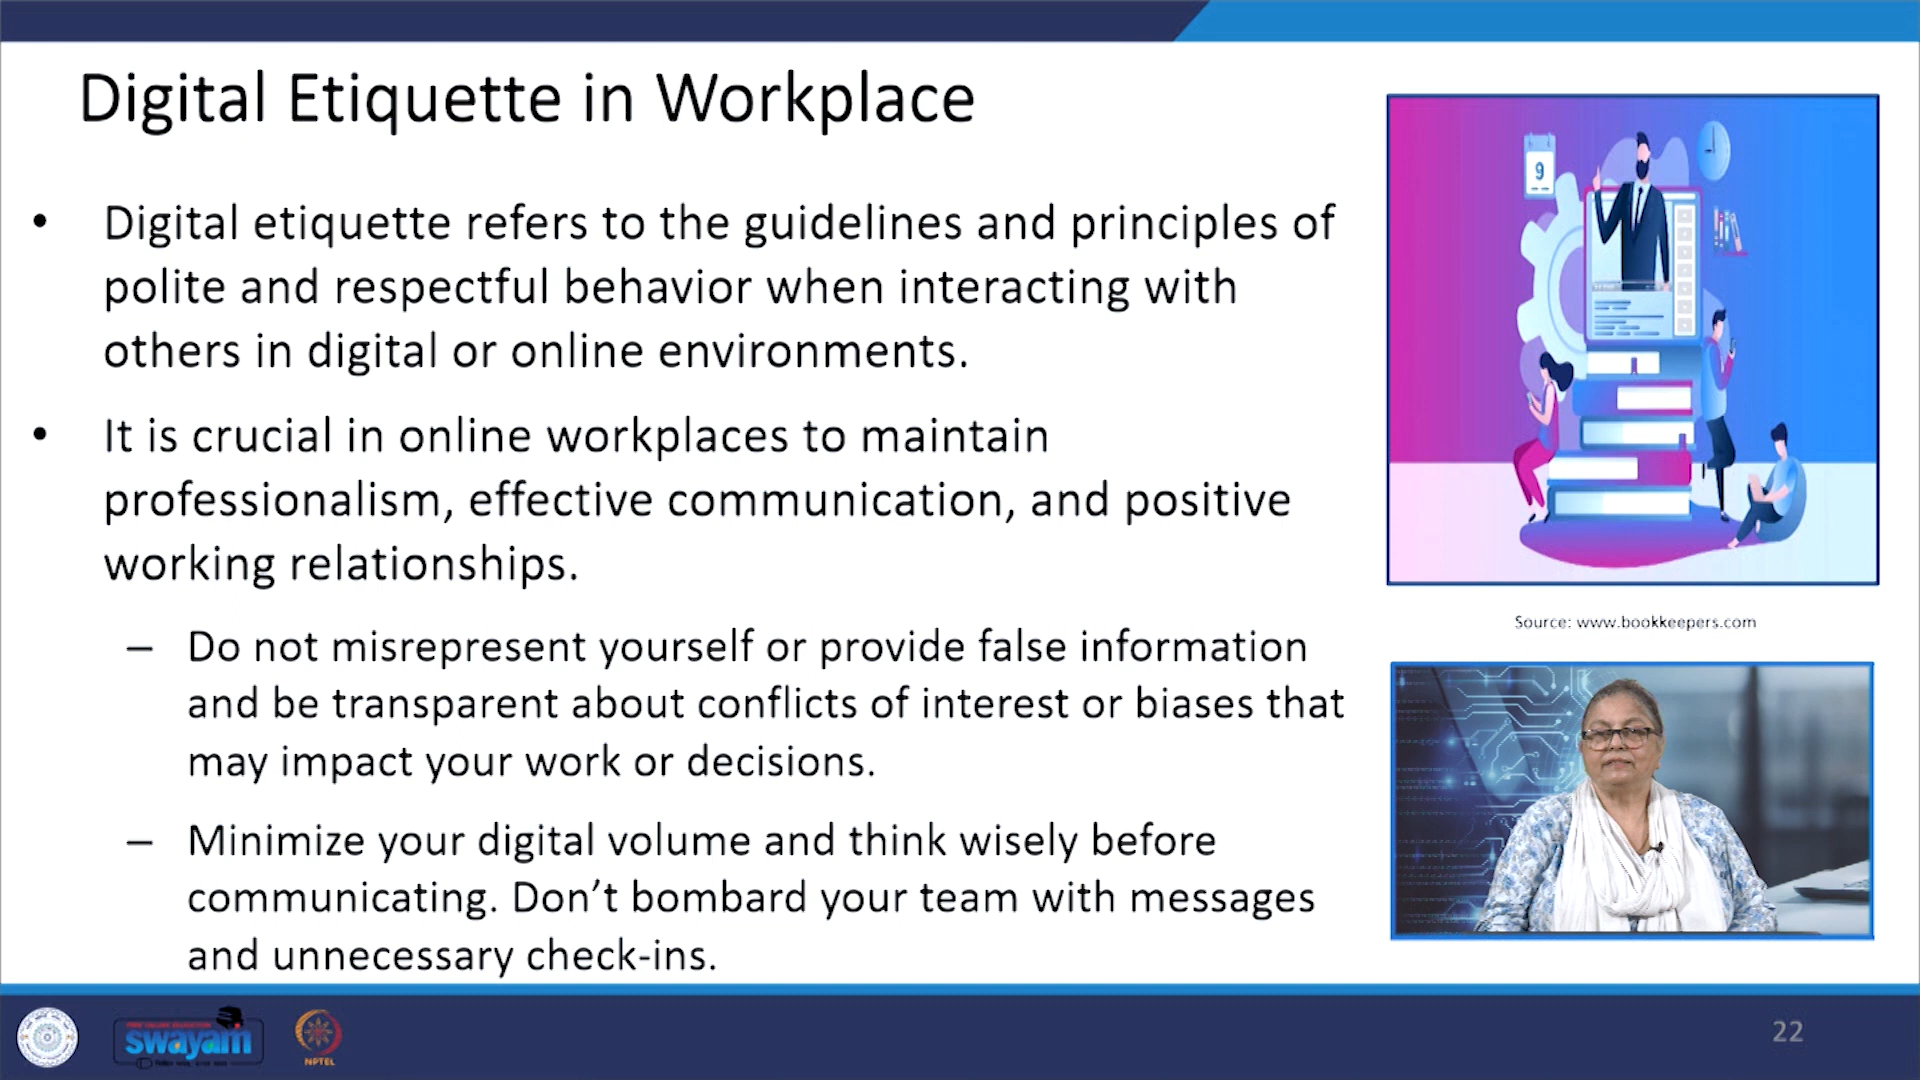 Digital Etiquette in Workplace
• Digital etiquette refers to the guidelines and principles of
polite and respectful behavior when interacting with
others in digital or online environments.
• It is crucial in online workplaces to maintain
professionalism, effective communication, and positive
working relationships.
– Do not misrepresent yourself or provide false information
and be transparent about conflicts of interest or biases that
may impact your work or decisions.
– Minimize your digital volume and think wisely before
communicating. Don’t bombard your team with messages
and unnecessary check-ins.
9
Source: www.bookkeepers.com
swayam
NPTEL
22